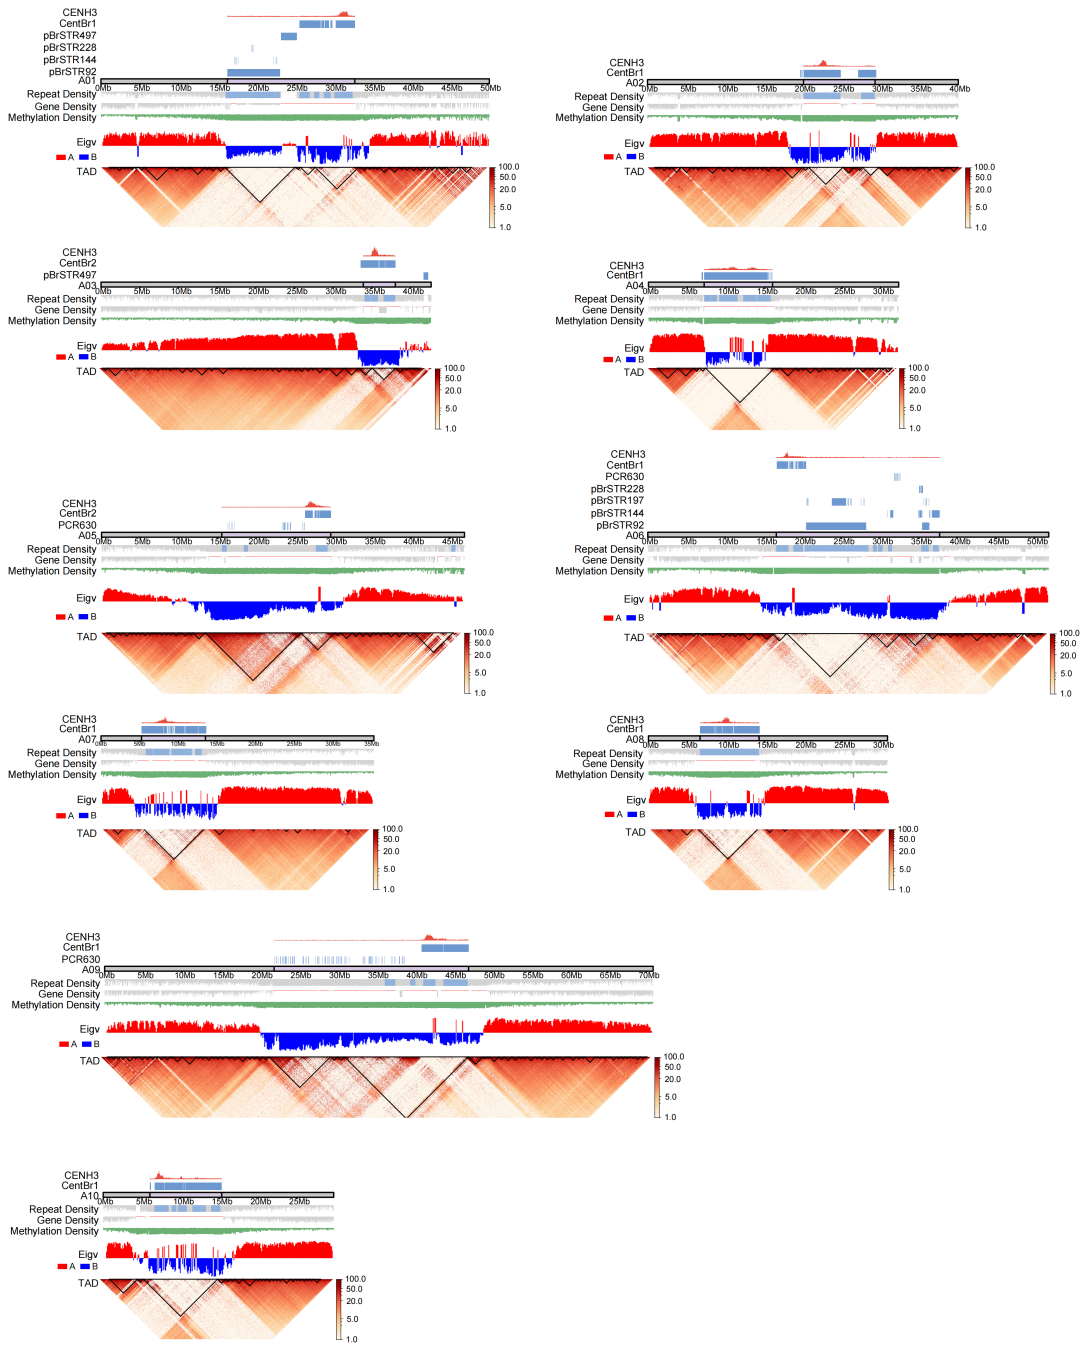 CENH3
CentBr1
pBrSTR497
pBrSTR228
pBrSTR144
pBrSTR92
A01
0Mb 5Mb 10Mb 15Mb 20Mb 25Mb 30Mb 35Mb 40Mb 45Mb 50Mb
Repeat Density
Gene Density
Methylation Density
Eigv
A B
TAD
100.0
50.0
20.0
5.0
1.0
CENH3
CentBr1
A02
0Mb 5Mb 10Mb 15Mb 20Mb 25Mb 30Mb 35Mb 40Mb
Repeat Density
Gene Density
Methylation Density
Eigv
A B
TAD
100.0
50.0
20.0
5.0
1.0
CENH3
CentBr2
pBrSTR497
A03
0Mb 5Mb 10Mb 15Mb 20Mb 25Mb 30Mb 35Mb 40Mb
Repeat Density
Gene Density
Methylation Density
Eigv
A B
TAD
100.0
50.0
20.0
5.0
1.0
CENH3
CentBr1
A04
0Mb 5Mb 10Mb 15Mb 20Mb 25Mb 30Mb
Repeat Density
Gene Density
Methylation Density
Eigv
A B
TAD
100.0
50.0
20.0
5.0
1.0
CENH3
CentBr2
PCR630
A05
0Mb 5Mb 10Mb 15Mb 20Mb 25Mb 30Mb 35Mb 40Mb 45Mb
Repeat Density
Gene Density
Methylation Density
Eigv
A B
TAD
100.0
50.0
20.0
5.0
1.0
CENH3
CentBr1
PCR630
pBrSTR228
pBrSTR197
pBrSTR144
pBrSTR92
A06
0Mb 5Mb 10Mb 15Mb 20Mb 25Mb 30Mb 35Mb 40Mb 45Mb 50Mb
Repeat Density
Gene Density
Methylation Density
Eigv
A B
TAD
100.0
50.0
20.0
5.0
1.0
CENH3
CentBr1
A07
0Mb 5Mb 10Mb 15Mb 20Mb 25Mb 30Mb 35Mb
Repeat Density
Gene Density
Methylation Density
Eigv
A B
TAD
100.0
50.0
20.0
5.0
1.0
CENH3
CentBr1
A08
0Mb 5Mb 10Mb 15Mb 20Mb 25Mb 30Mb
Repeat Density
Gene Density
Methylation Density
Eigv
A B
TAD
100.0
50.0
20.0
5.0
1.0
CENH3
CentBr1
PCR630
A09
0Mb 5Mb 10Mb 15Mb 20Mb 25Mb 30Mb 35Mb 40Mb 45Mb 50Mb 55Mb 60Mb 65Mb 70Mb
Repeat Density
Gene Density
Methylation Density
Eigv
A B
TAD
100.0
50.0
20.0
5.0
1.0
CENH3
CentBr1
A10
0Mb 5Mb 10Mb 15Mb 20Mb 25Mb
Repeat Density
Gene Density
Methylation Density
Eigv
A B
TAD
100.0
50.0
20.0
5.0
1.0